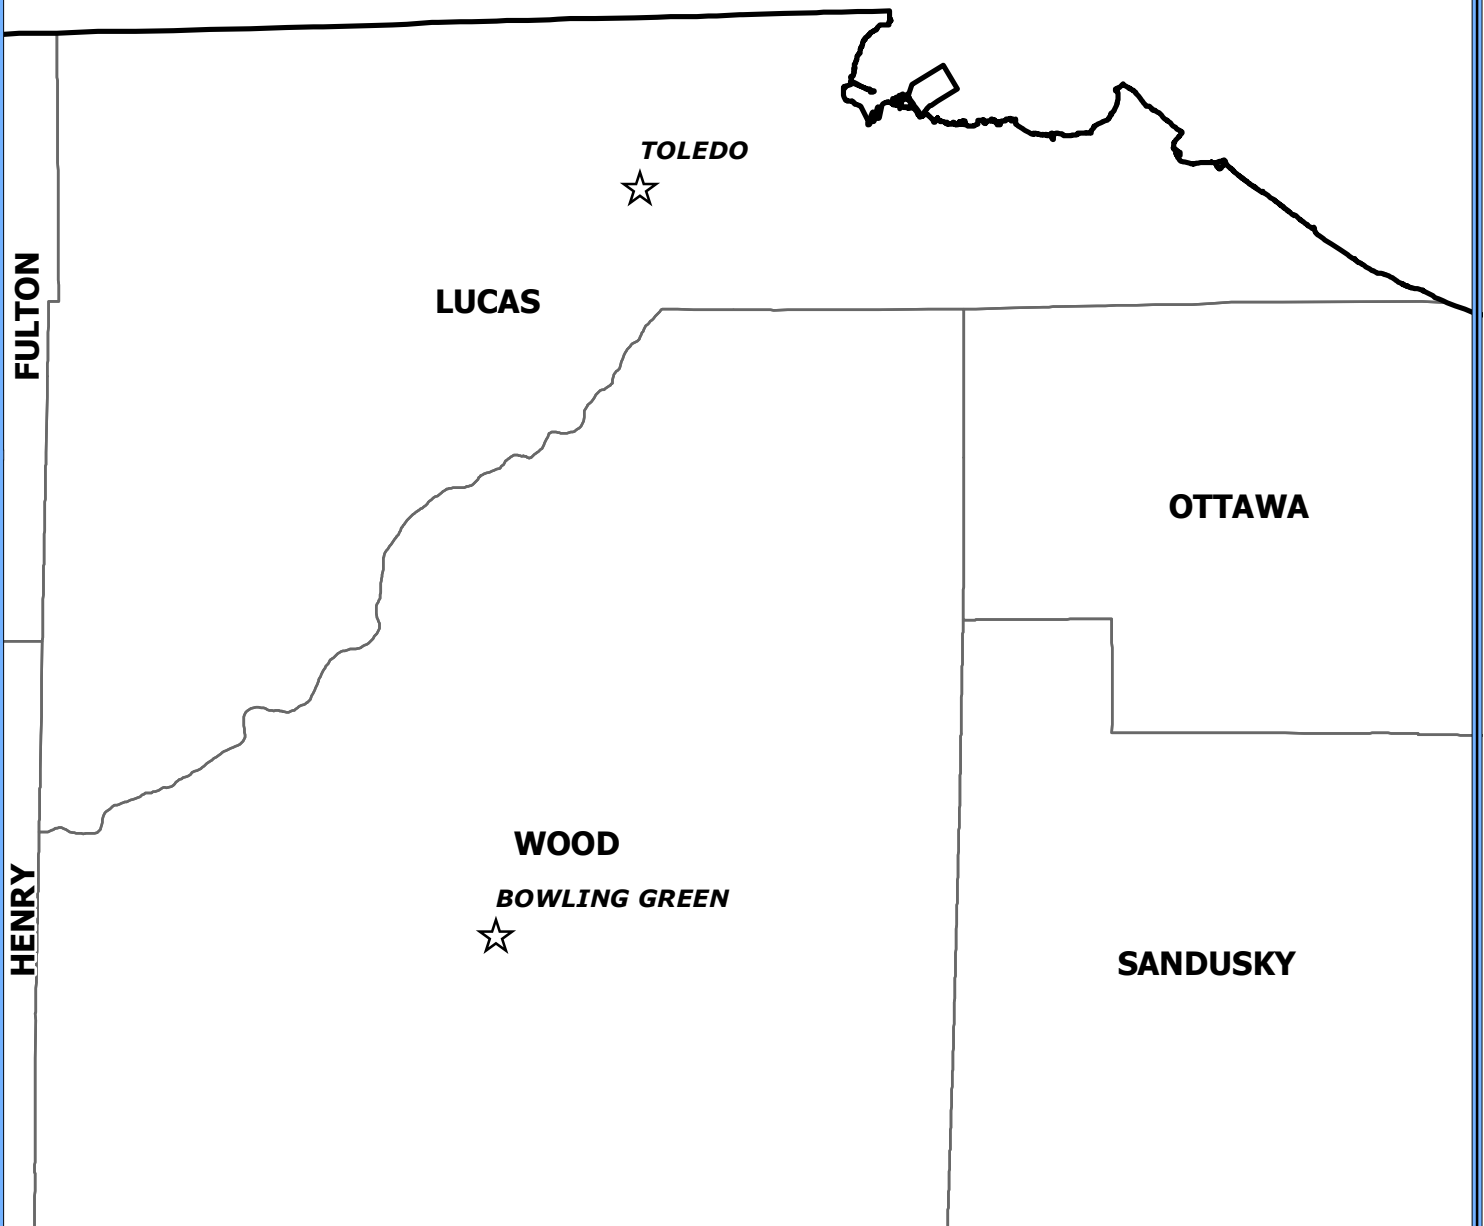 TOLEDO
FULTON
LUCAS
OTTAWA
WOOD
BOWLING GREEN
HENRY
SANDUSKY